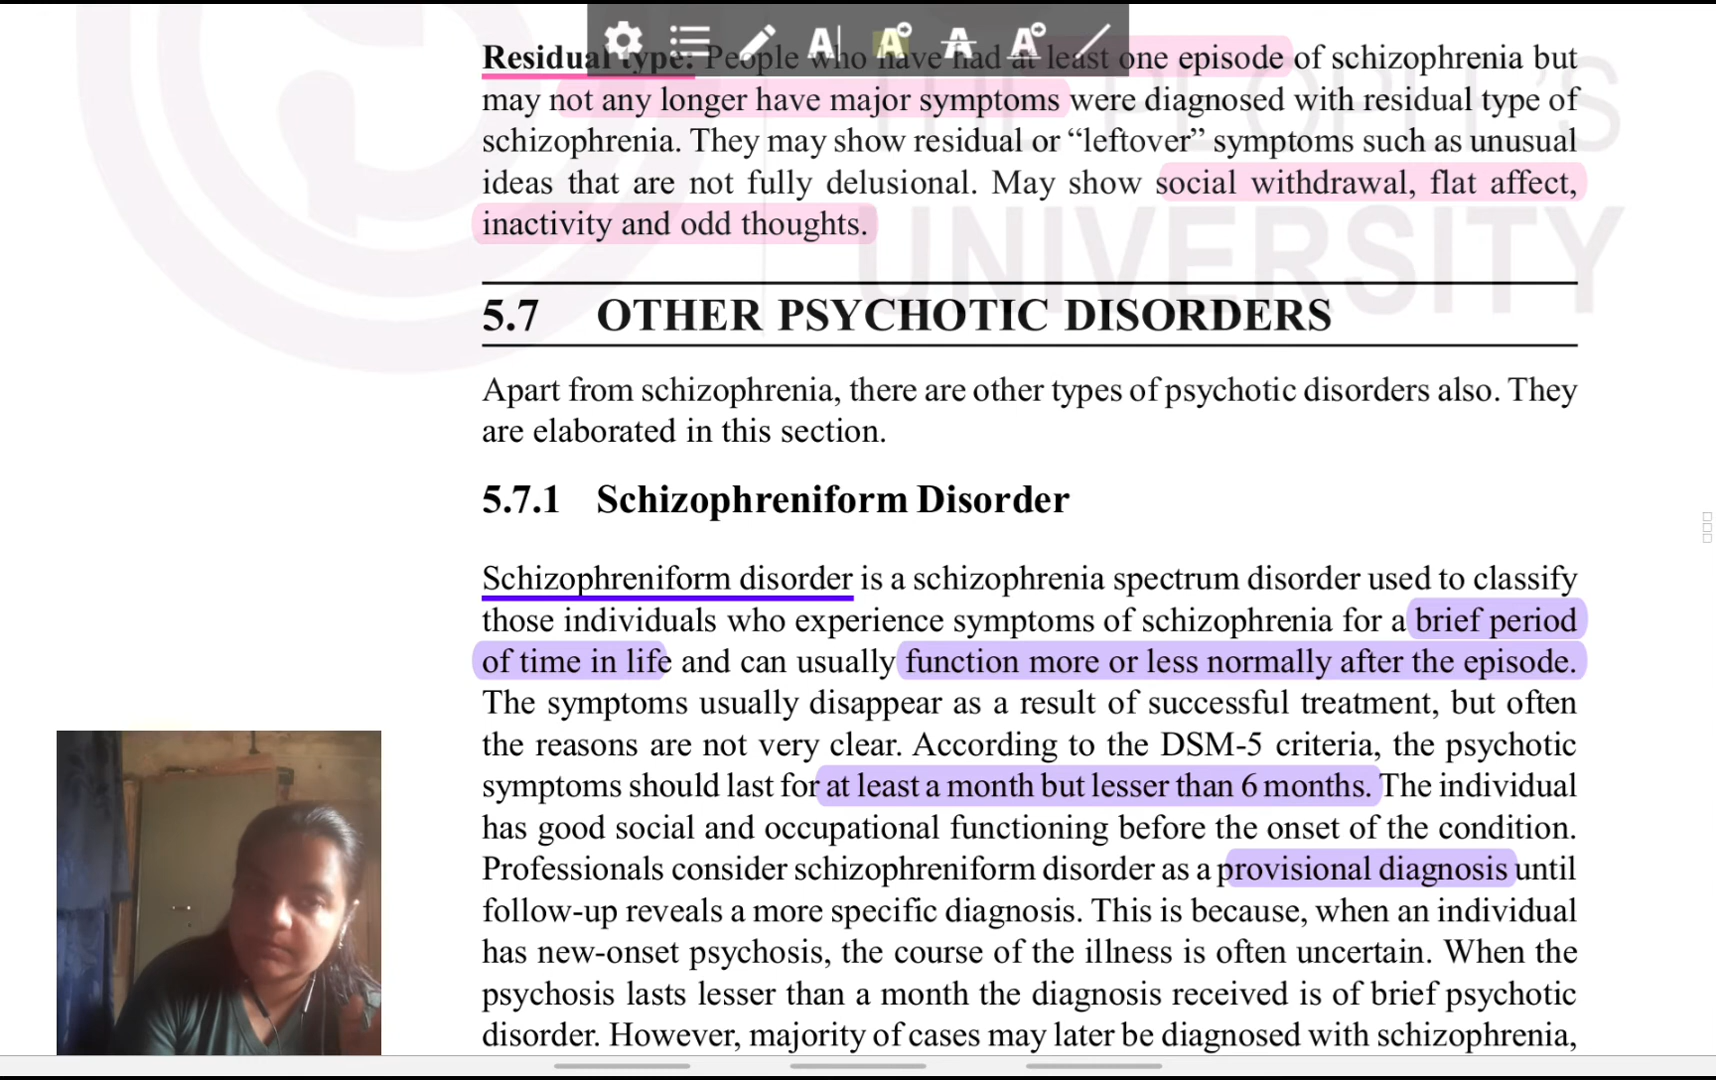 Residual type: People who have had at least one episode of schizophrenia but
may not any longer have major symptoms were diagnosed with residual type of
schizophrenia. They may show residual or “leftover” symptoms such as unusual
ideas that are not fully delusional. May show social withdrawal, flat affect,
inactivity and odd thoughts.
PEOPLE'S
UNIVERSITY
5.7 OTHER PSYCHOTIC DISORDERS
Apart from schizophrenia, there are other types of psychotic disorders also. They
are elaborated in this section.
5.7.1 Schizophreniform Disorder
Schizophreniform disorder is a schizophrenia spectrum disorder used to classify
those individuals who experience symptoms of schizophrenia for a brief period
of time in life and can usually function more or less normally after the episode.
The symptoms usually disappear as a result of successful treatment, but often
the reasons are not very clear. According to the DSM-5 criteria, the psychotic
symptoms should last for at least a month but lesser than 6 months. The individual
has good social and occupational functioning before the onset of the condition.
Professionals consider schizophreniform disorder as a provisional diagnosis until
follow-up reveals a more specific diagnosis. This is because, when an individual
has new-onset psychosis, the course of the illness is often uncertain. When the
psychosis lasts lesser than a month the diagnosis received is of brief psychotic
disorder. However, majority of cases may later be diagnosed with schizophrenia,